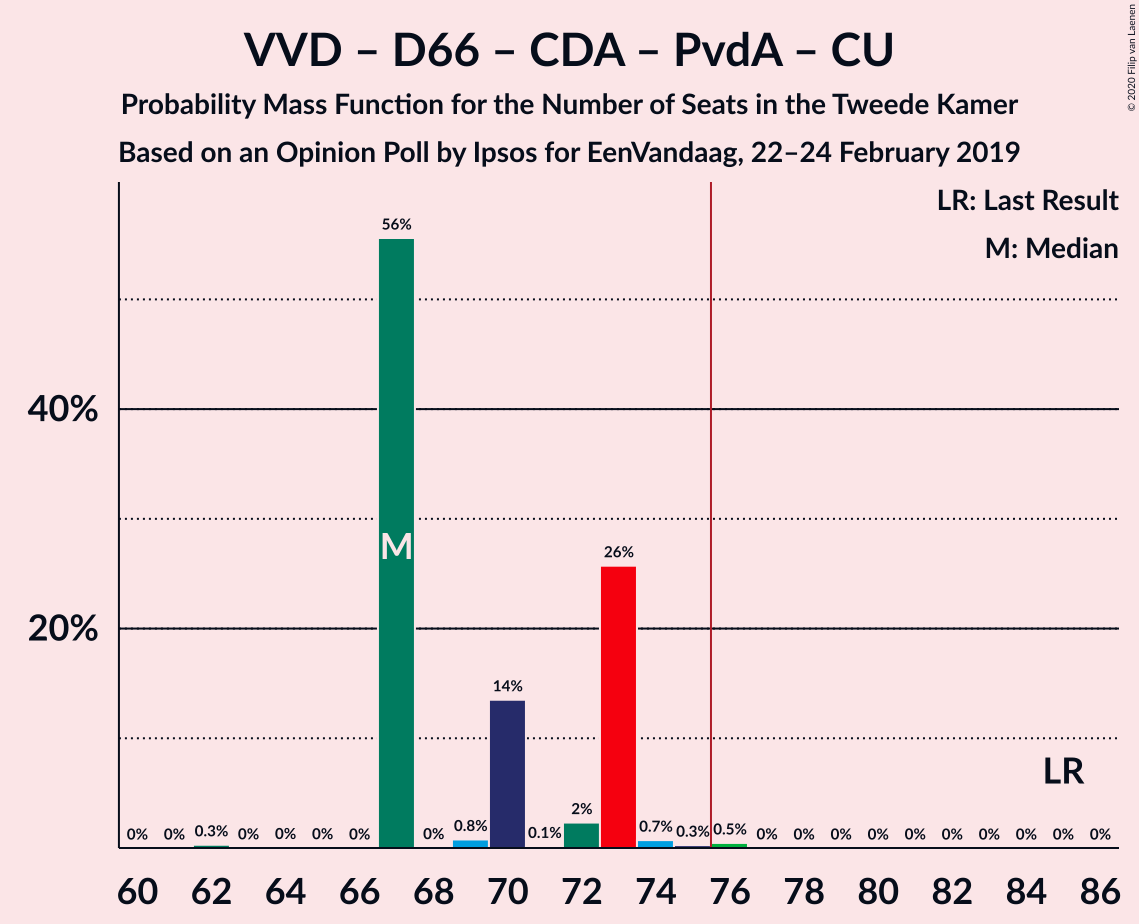 VVD – D66 – CDA – PvdA – CU
Probability Mass Function for the Number of Seats in the Tweede Kamer
Based on an Opinion Poll by Ipsos for EenVandaag, 22–24 February 2019
© 2020 Filip van Laenen
LR: Last Result
M: Median
40%
20%
0% 0% 0.3% 0% 0% 0% 0% 56% 0% 0.8% 14% 0.1% 2% 26% 0.7% 0.3% 0.5% 0% 0% 0% 0% 0% 0% 0% 0% 0% 0%
M
LR
60 62 64 66 68 70 72 74 76 78 80 82 84 86